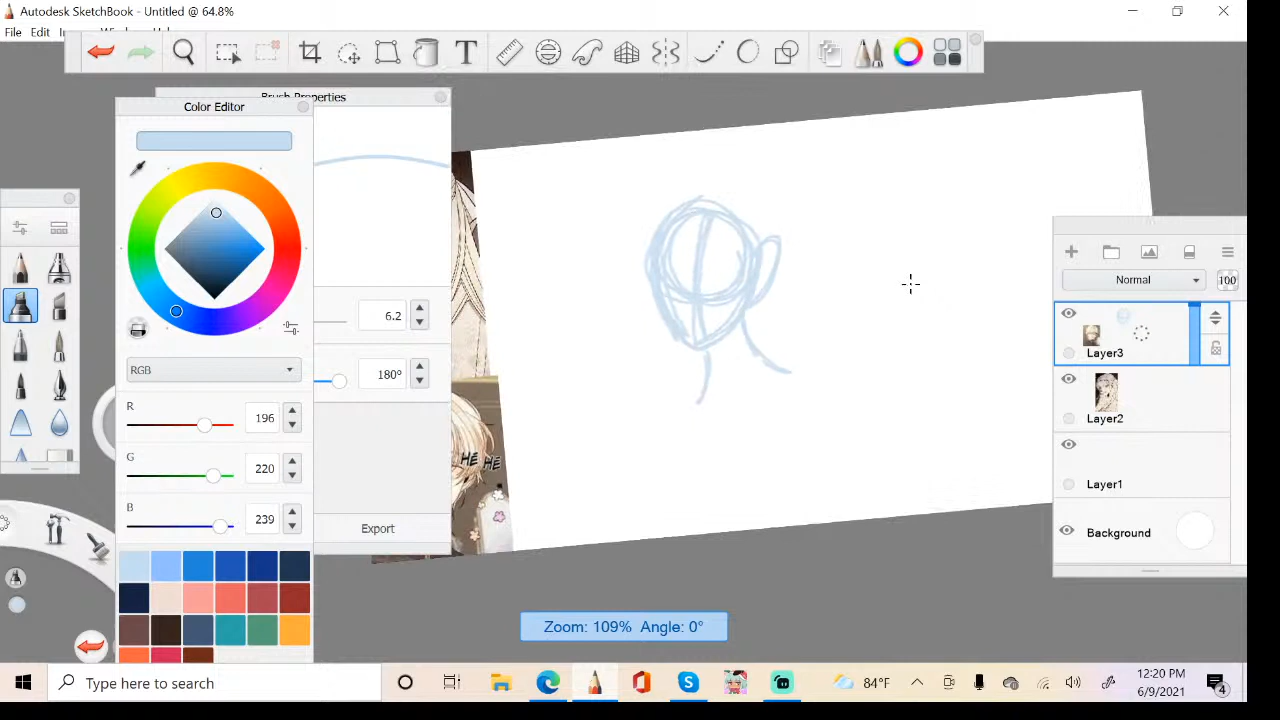 Autodesk SketchBook - Untitled @ 64.8%
File Edit
T
Brush Properties
Color Editor
6.2
180º
RGB
R 196
G 220
B 239
Export
Normal 100
Layer3
Layer2
Layer1
Background
HE HE
Zoom: 109% Angle: 0°
Type here to search
84°F
12:20 PM
6/9/2021
4